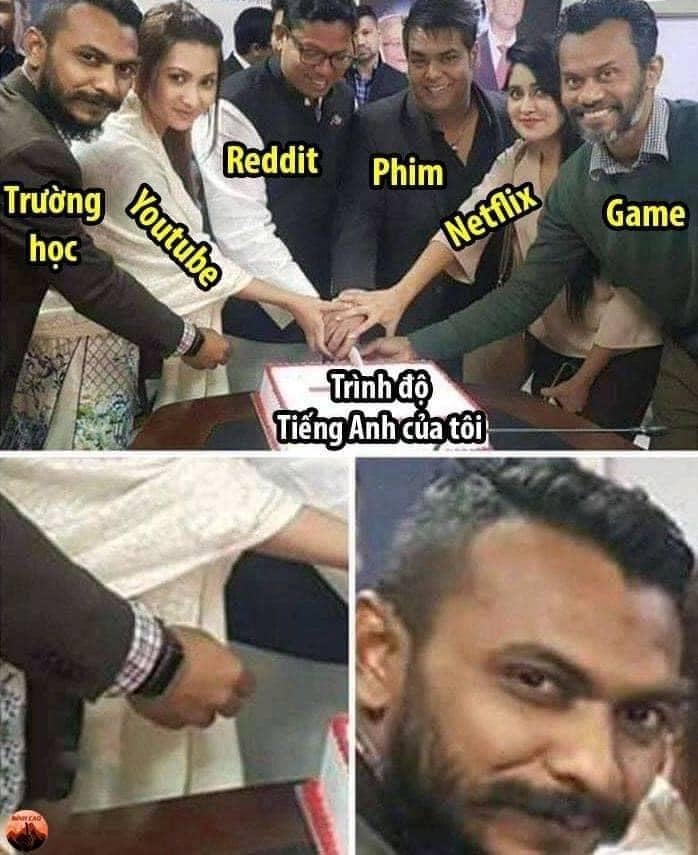 Reddit
Phim
Trường
học
Youtube
Netflix
Game
Trình độ
Tiếng Anh của tôi